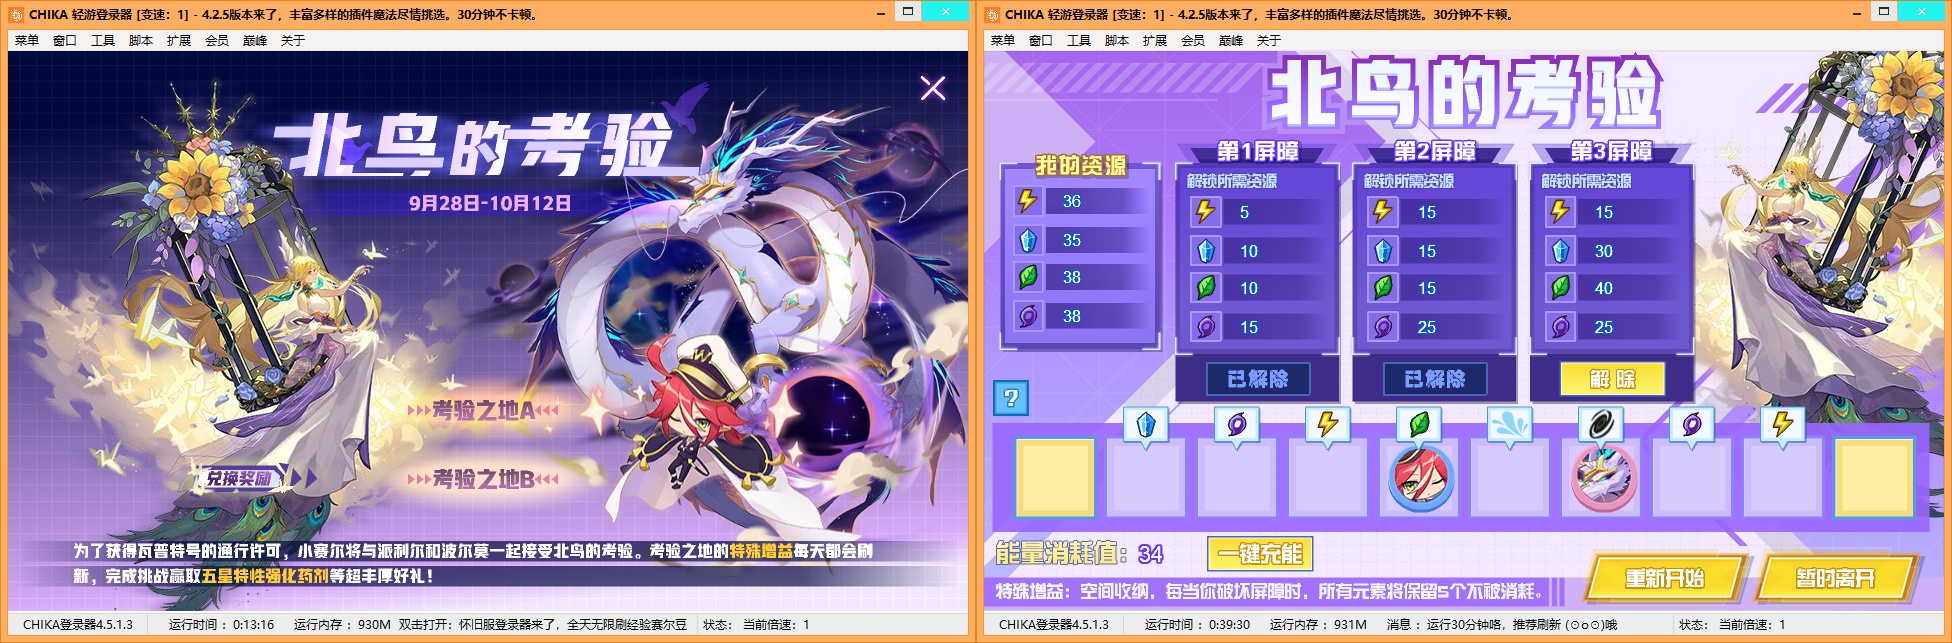 CHIKA 轻游登录器 [变速：1] - 4.2.5版本来了，丰富多样的插件魔法尽情挑选。30分钟不卡顿。
菜单 窗口 工具 脚本 扩展 会员 巅峰 关于
北鸟的考验
9月28日-10月12日
考验之地A
考验之地B
兑换奖励
为了获得瓦普特号的通行许可，小赛尔将与派利尔和波尔莫一起接受北鸟的考验。考验之地的特殊增益每天都会刷
新，完成挑战赢取五星特性强化药剂等超丰厚好礼！
CHIKA登录器4.5.1.3 运行时间 ：0:13:16 运行内存 ：930M 双击打开：怀旧服登录器来了，全天无限刷经验赛尔豆 状态： 当前倍速：1
CHIKA 轻游登录器 [变速：1] - 4.2.5版本来了，丰富多样的插件魔法尽情挑选。30分钟不卡顿。
菜单 窗口 工具 脚本 扩展 会员 巅峰 关于
北鸟的考验
我的资源
36
35
38
38
第1屏障
解锁所需资源
5
10
10
15
已解除
第2屏障
解锁所需资源
15
15
15
25
已解除
第3屏障
解锁所需资源
15
30
40
25
解除
?
能量消耗值：34
一键充能
重新开始
暂时离开
特殊增益：空间收纳，每当你破坏屏障时，所有元素将保留5个不被消耗。
CHIKA登录器4.5.1.3 运行时间 ：0:39:30 运行内存 ：931M 消息 ：运行30分钟咯，推荐刷新 (⊙o⊙)哦 状态： 当前倍速：1